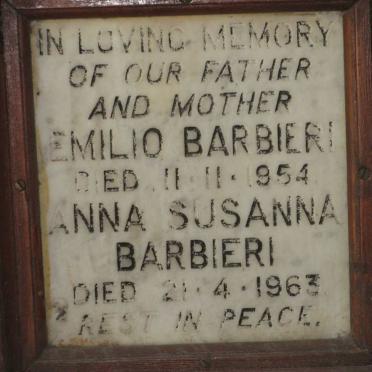 IN LOVING MEMORY
OF OUR FATHER
AND MOTHER
EMILIO BARBIERI
DIED 11·11·1954
ANNA SUSANNA
BARBIERI
DIED 21·4·1963
REST IN PEACE.